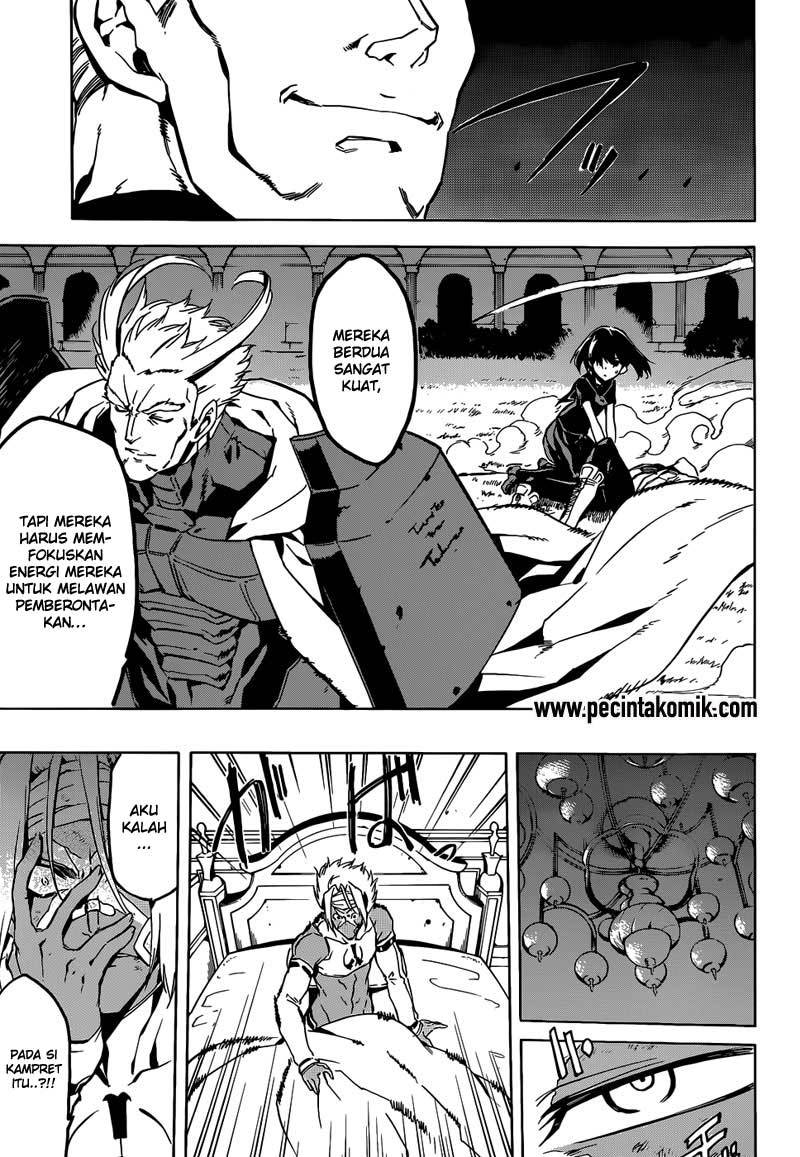 MEREKA
BERDUA
SANGAT
KUAT,
TAPI MEREKA
HARUS MEM-
FOKUSKAN
ENERGI MEREKA
UNTUK MELAWAN
PEMBERONTA-
KAN...
www.pecintakomik.com
AKU
KALAH
...
PADA SI
KAMPRET
ITU..?!!